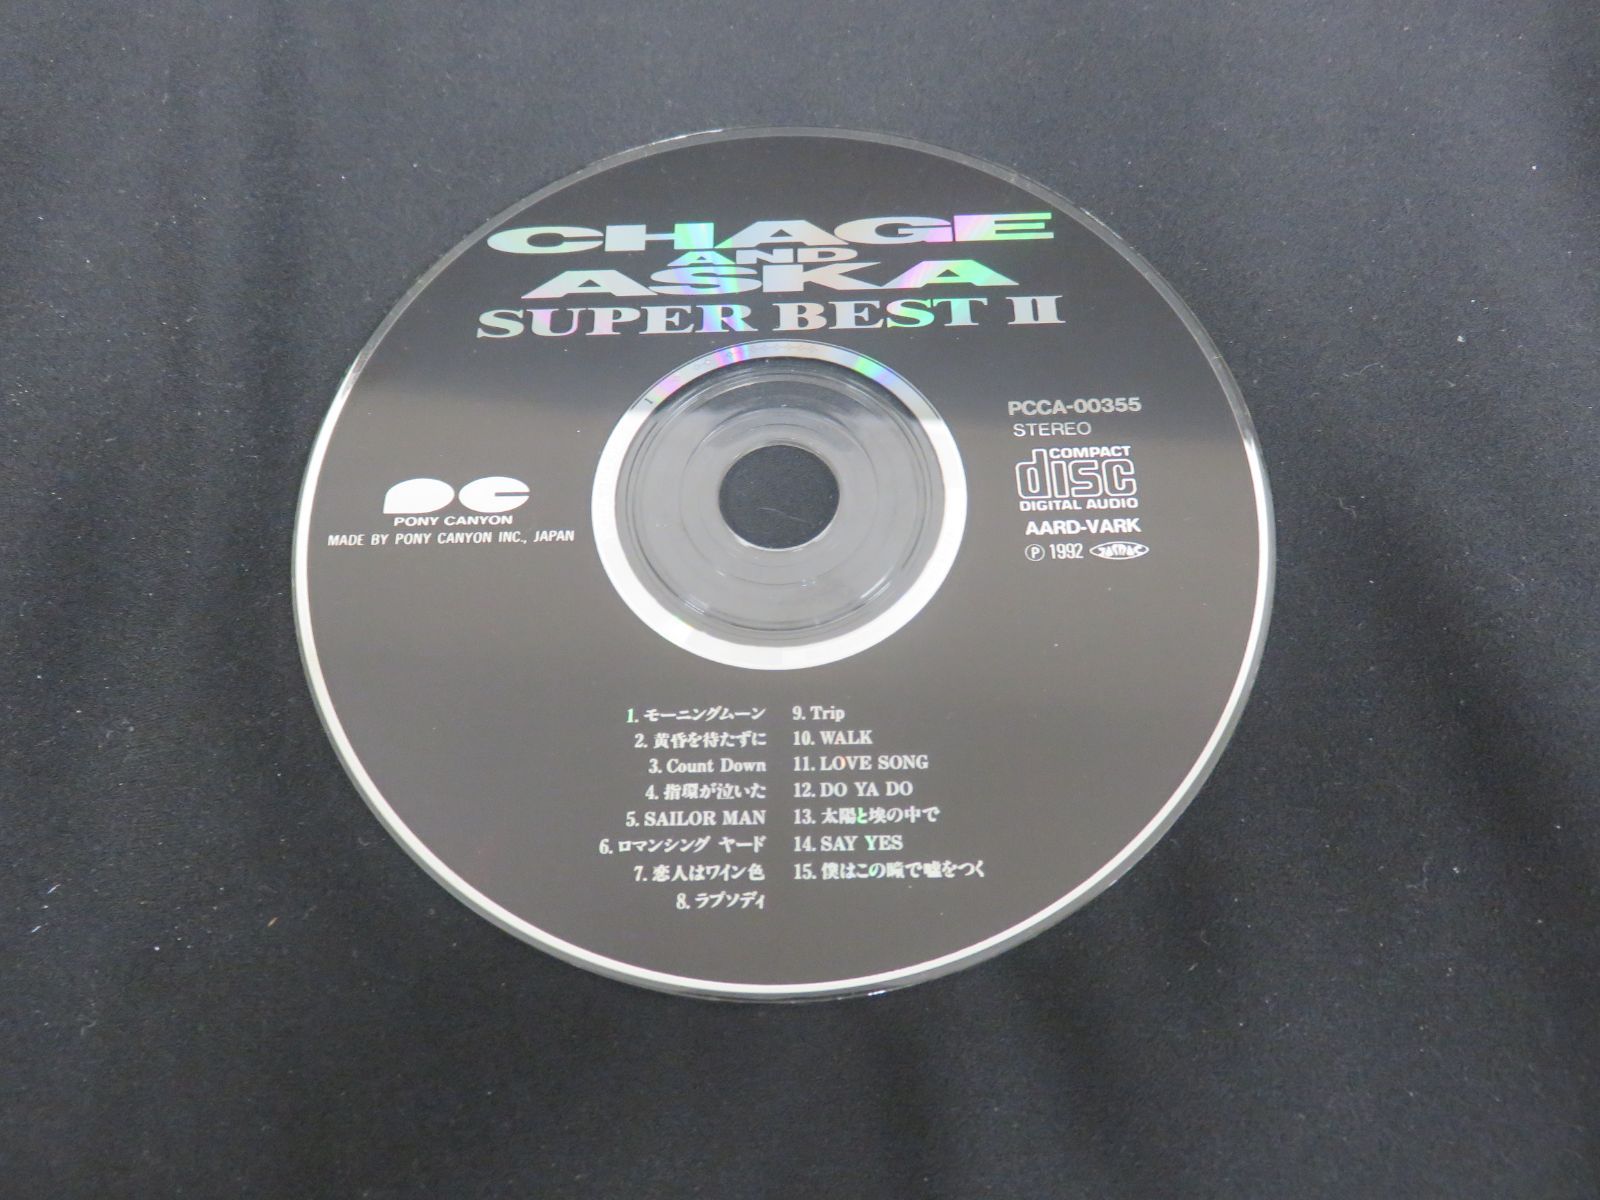 CHAGE
AND
ASKA
SUPER BEST II
PCCA-00355
STEREO
COMPACT
disc
DIGITAL AUDIO
AARD-VARK
Ⓟ 1992 JASRAC
PC
PONY CANYON
MADE BY PONY CANYON INC., JAPAN
1. モーニングムーン
2. 黄昏を待たずに
3. Count Down
4. 指環が泣いた
5. SAILOR MAN
6. ロマンシング ヤード
7. 恋人はワイン色
8. ラプソディ
9. Trip
10. WALK
11. LOVE SONG
12. DO YA DO
13. 太陽と埃の中で
14. SAY YES
15. 僕はこの瞳で嘘をつく